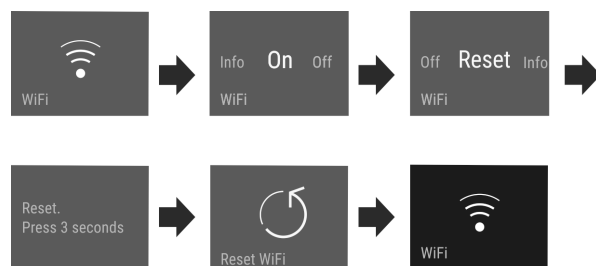 WiFi
Info On Off
WiFi
Off Reset Info
WiFi
Reset.
Press 3 seconds
Reset WiFi
WiFi